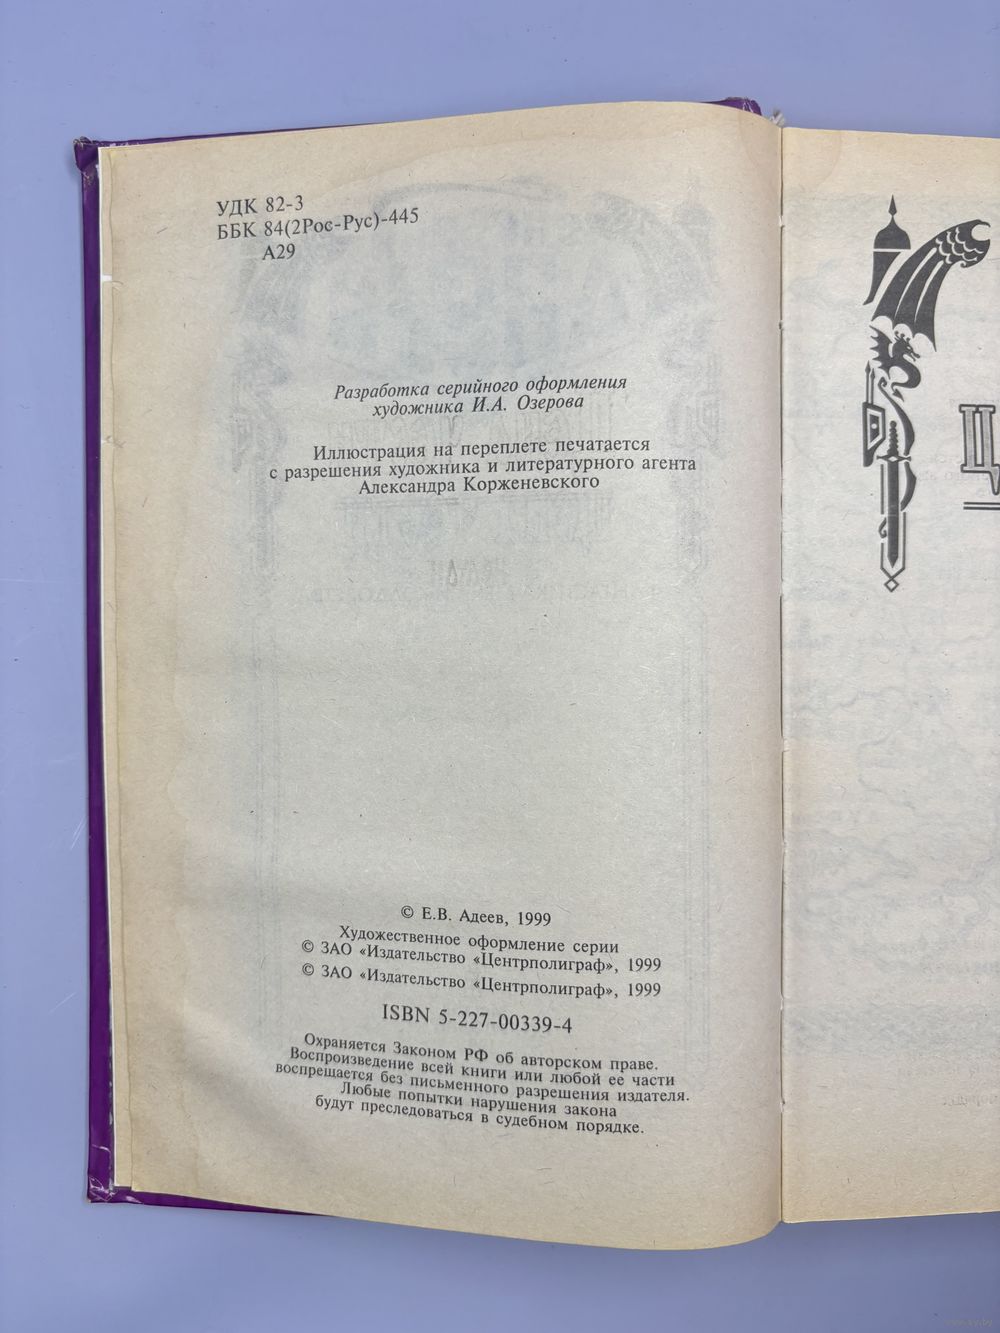 УДК 82-3
ББК 84(2Рос-Рус)-445
А29
Разработка серийного оформления
художника И.А. Озерова
Иллюстрация на переплете печатается
с разрешения художника и литературного агента
Александра Корженевского
© Е.В. Адеев, 1999
Художественное оформление серии
© ЗАО «Издательство «Центрполиграф», 1999
© ЗАО «Издательство «Центрполиграф», 1999
ISBN 5-227-00339-4
Охраняется Законом РФ об авторском праве.
Воспроизведение всей книги или любой ее части
воспрещается без письменного разрешения издателя.
Любые попытки нарушения закона
будут преследоваться в судебном порядке.
Ц